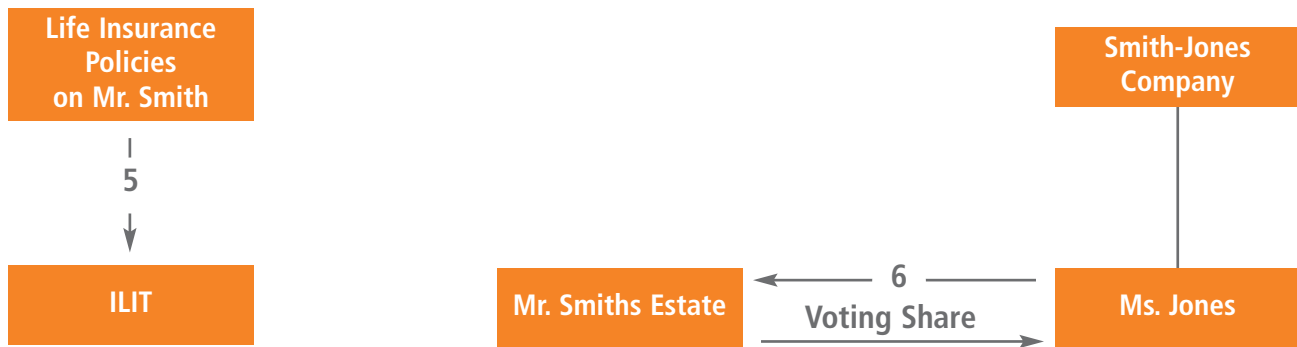 Life Insurance
Policies
on Mr. Smith
Smith-Jones
Company
5
ILIT
Mr. Smiths Estate
6
Voting Share
Ms. Jones